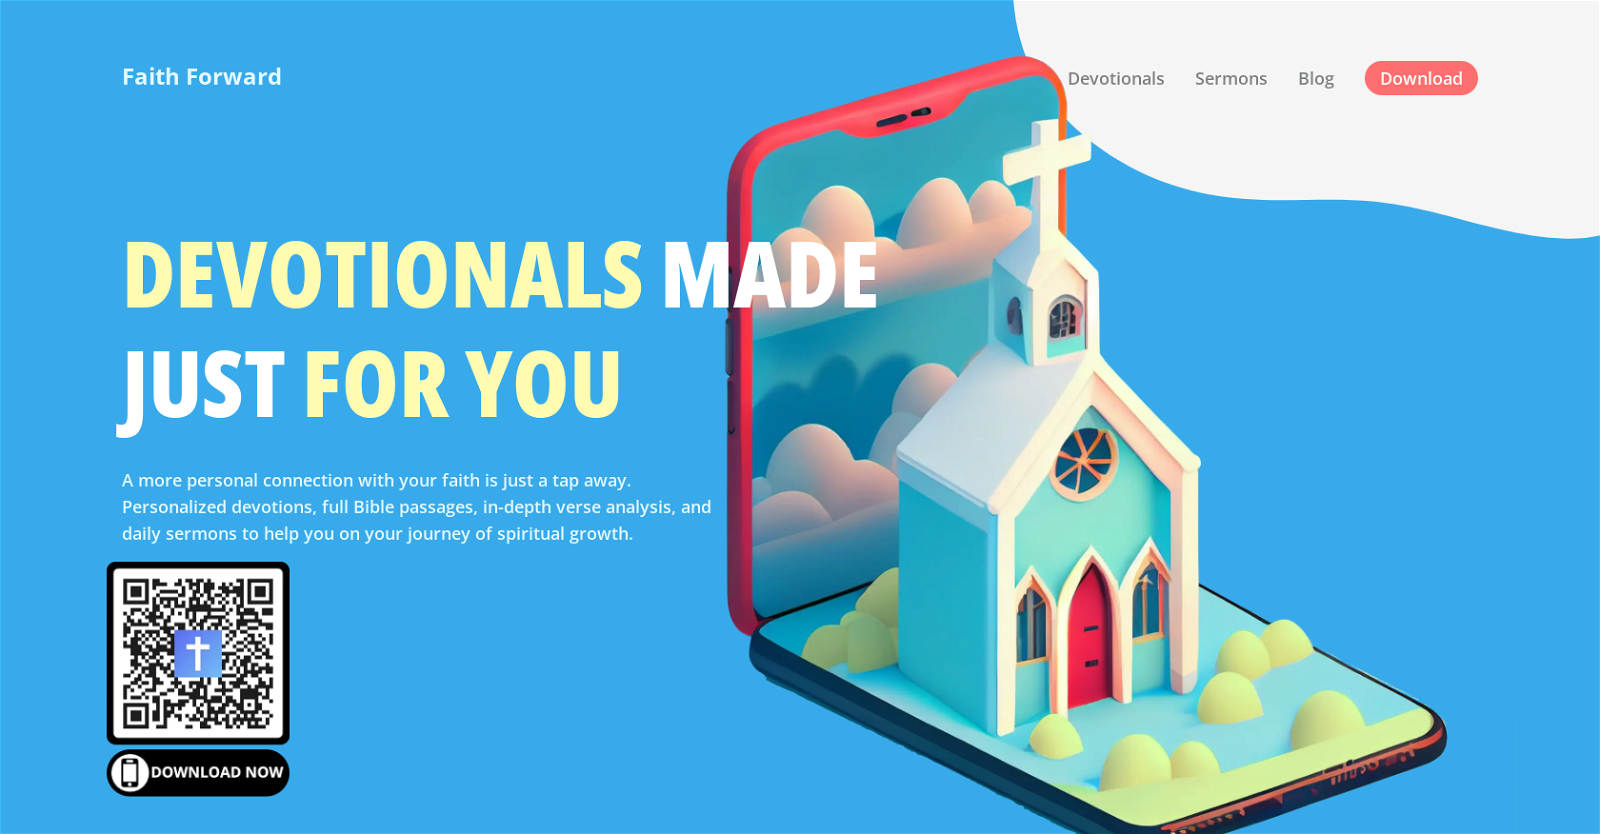 Faith Forward
Devotionals Sermons Blog Download
DEVOTIONALS MADE
JUST FOR YOU
A more personal connection with your faith is just a tap away.
Personalized devotions, full Bible passages, in-depth verse analysis, and
daily sermons to help you on your journey of spiritual growth.
DOWNLOAD NOW